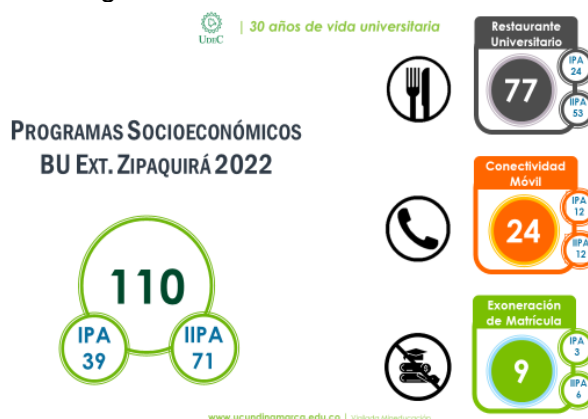 UDEC
| 30 años de vida universitaria
PROGRAMAS SOCIOECONÓMICOS
BU EXT. ZIPAQUIRÁ 2022
110
IPA
39
IIPA
71
Restaurante
Universitario
77
IPA
24
IIPA
53
Conectividad
Móvil
24
IPA
12
IIPA
12
Exoneración
de Matrícula
9
IPA
3
IIPA
6
www.ucundinamarca.edu.co | Vigilada Mineducación